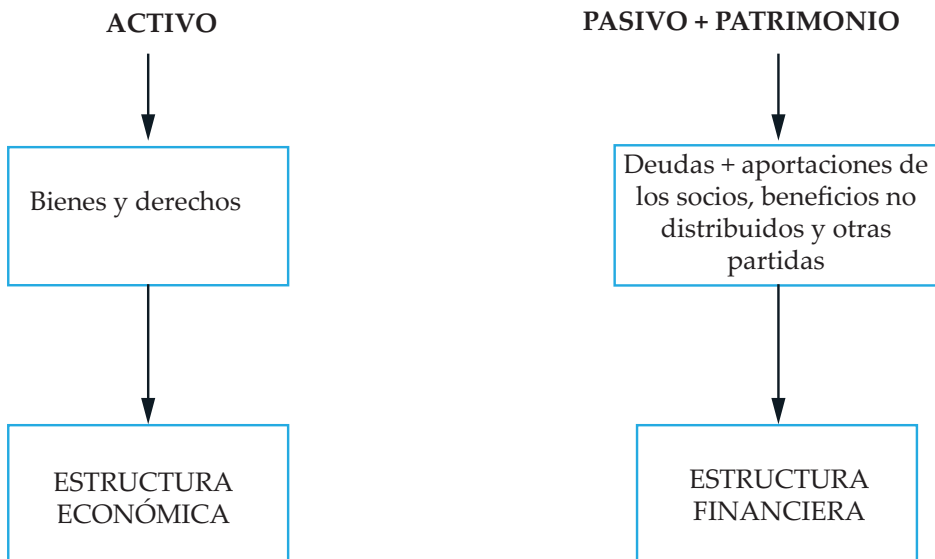 ACTIVO
Bienes y derechos
ESTRUCTURA
ECONÓMICA
PASIVO + PATRIMONIO
Deudas + aportaciones de
los socios, beneficios no
distribuidos y otras
partidas
ESTRUCTURA
FINANCIERA